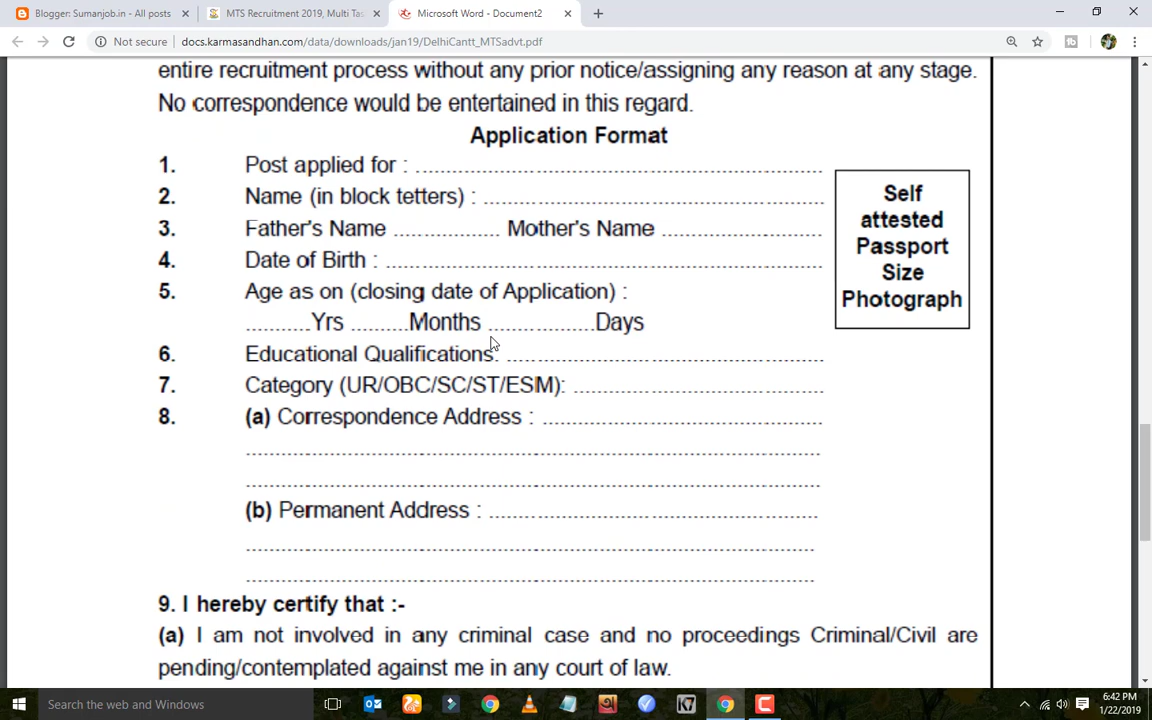 Blogger: Sumanjob.in - All posts
MTS Recruitment 2019, Multi Tas
Microsoft Word - Document2
Not secure
docs.karmasandhan.com/data/downloads/jan19/DelhiCantt_MTSadvt.pdf
entire recruitment process without any prior notice/assigning any reason at any stage.
No correspondence would be entertained in this regard.
Application Format
1. Post applied for : ..........
2. Name (in block tetters) : ..........
3. Father's Name .......... Mother's Name ..........
4. Date of Birth : ..........
5. Age as on (closing date of Application) :
..........Yrs ..........Months ..........Days
6. Educational Qualifications: ..........
7. Category (UR/OBC/SC/ST/ESM): ..........
8. (a) Correspondence Address : ..........
(b) Permanent Address : ..........
Self
attested
Passport
Size
Photograph
9. I hereby certify that :-
(a) I am not involved in any criminal case and no proceedings Criminal/Civil are
pending/contemplated against me in any court of law.
Search the web and Windows
6:42 PM
1/22/2019